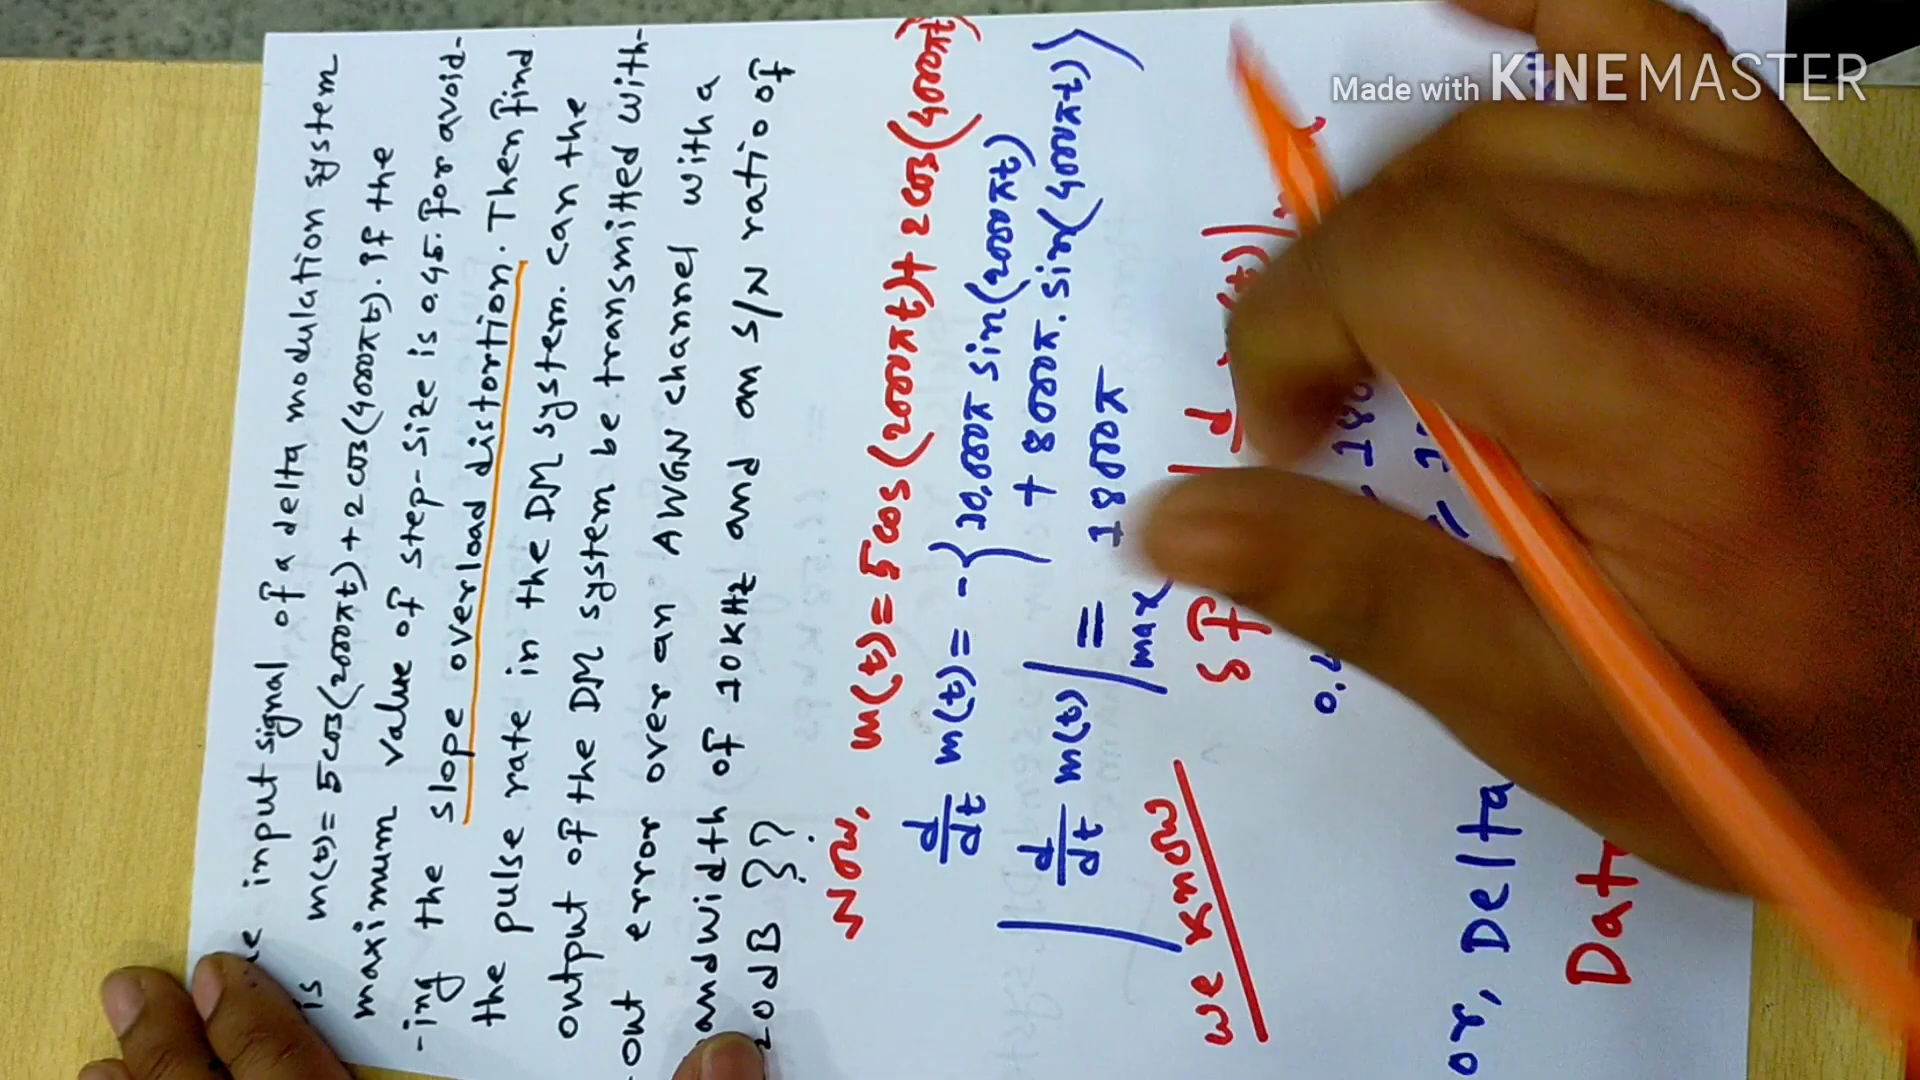 input signal of a delta modulation system
is m(t)= 5cos(2000πt)+2cos(4000πt). If the
maximum value of step-size is 0.45. For avoid-
-ing the slope overload distortion. Then find
the pulse rate in the DM system. can the
output of the DM system be transmitted with-
-out error over an AWGN channel with a
andwidth of 10KHz and an S/N ratio of
20dB ??
Now, m(t)= 5cos(2000πt)+2cos(4000πt)
d/dt m(t)= -{10,000π sin(2000πt)
+ 8000π. sin(4000πt)}
|d/dt m(t)|max = 18000π
we know
or, Delta
Made with KINEMASTER